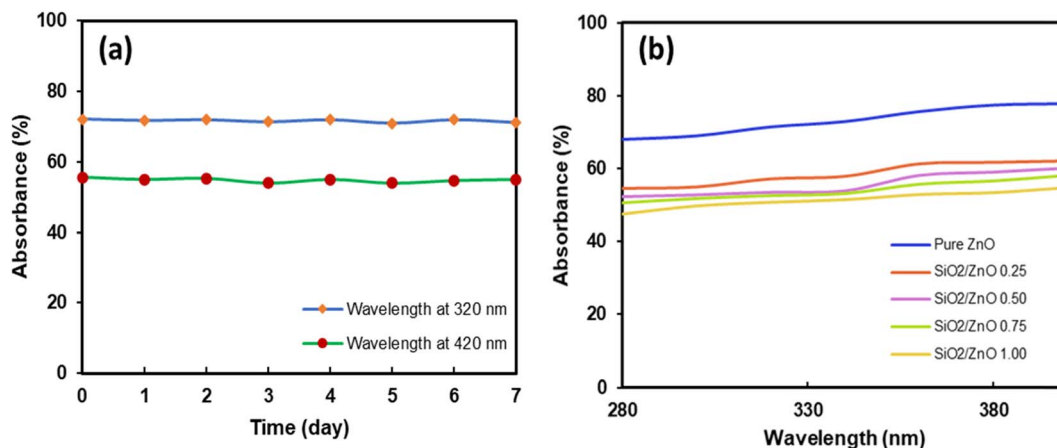 (a)
Absorbance (%)
100
80
60
40
20
0
0 1 2 3 4 5 6 7
Time (day)
Wavelength at 320 nm
Wavelength at 420 nm
(b)
Absorbance (%)
100
80
60
40
20
0
280 330 380
Wavelength (nm)
Pure ZnO
SiO2/ZnO 0.25
SiO2/ZnO 0.50
SiO2/ZnO 0.75
SiO2/ZnO 1.00